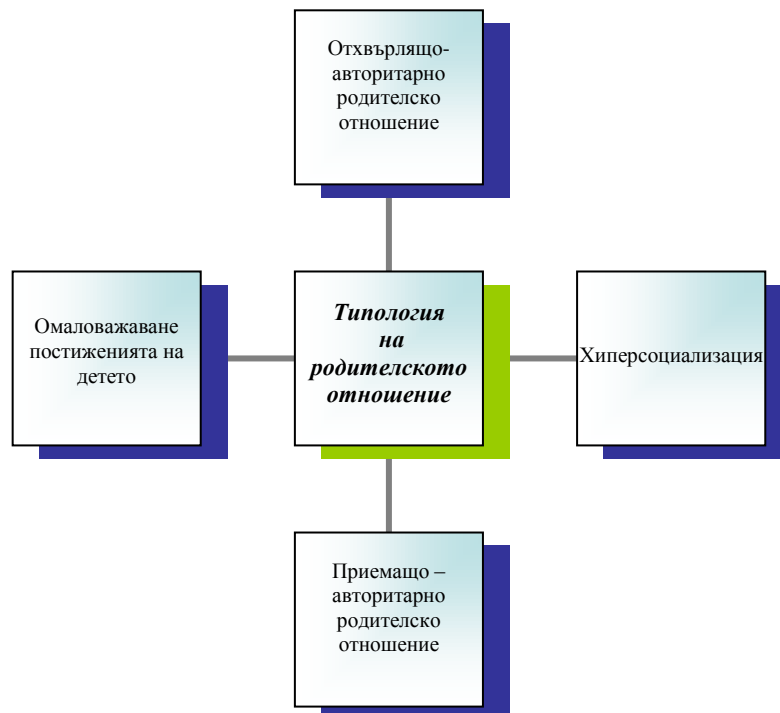 Отхвърлящо-
авторитарно
родителско
отношение
Омаловажаване
постиженията на
детето
Типология
на
родителското
отношение
Хиперсоциализация
Приемащо –
авторитарно
родителско
отношение